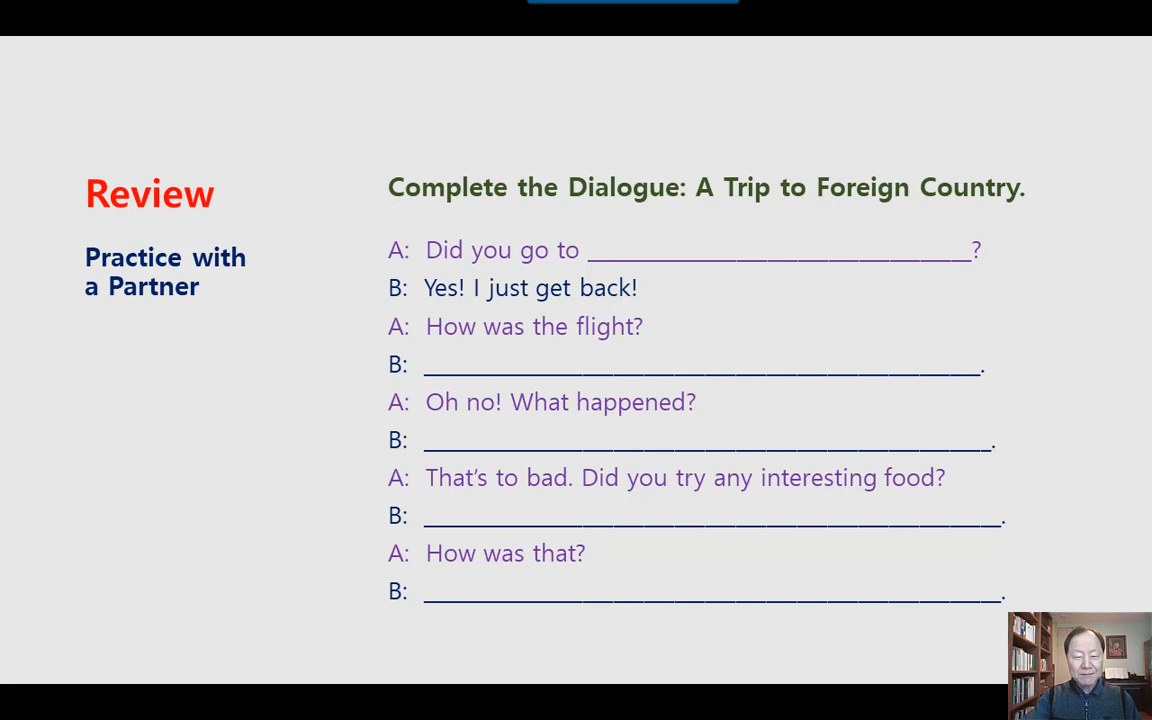 Review
Practice with
a Partner
Complete the Dialogue: A Trip to Foreign Country.
A: Did you go to ______________________________?
B: Yes! I just get back!
A: How was the flight?
B: ____________________________________________.
A: Oh no! What happened?
B: ____________________________________________.
A: That's to bad. Did you try any interesting food?
B: ____________________________________________.
A: How was that?
B: ____________________________________________.